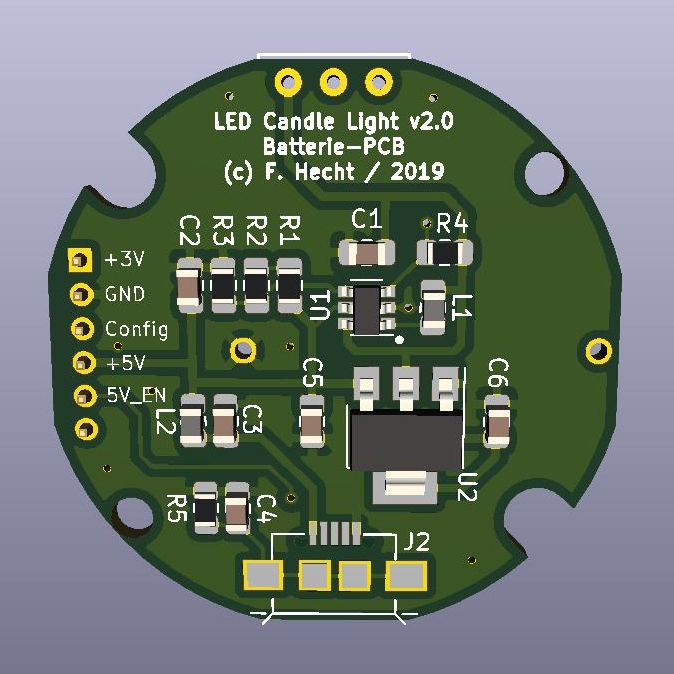 LED Candle Light v2.0
Batterie-PCB
(c) F. Hecht / 2019
C2
R3
R2
R1
C1
R4
+3V
GND
Config
+5V
5V_EN
U1
L1
C5
C6
L2
C3
U2
R5
C4
J2